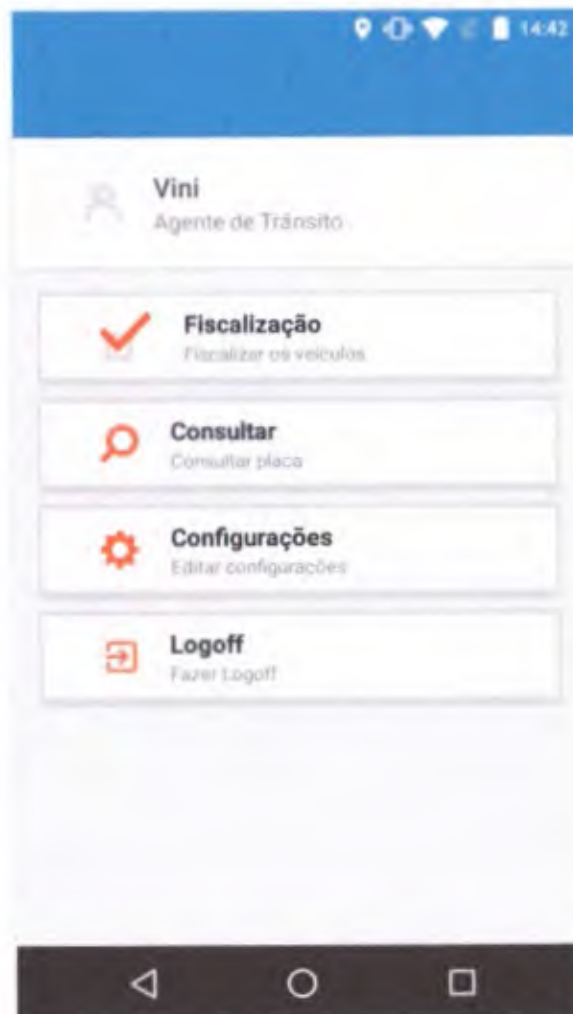 14:42
Vini
Agente de Trânsito
Fiscalização
Fiscalizar os veículos
Consultar
Consultar placa
Configurações
Editar configurações
Logoff
Fazer Logoff